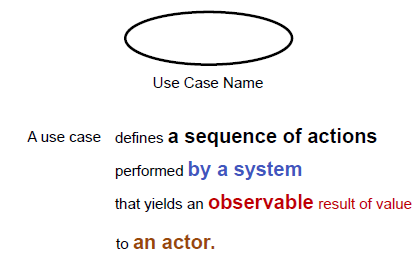 Use Case Name
A use case defines a sequence of actions
performed by a system
that yields an observable result of value
to an actor.